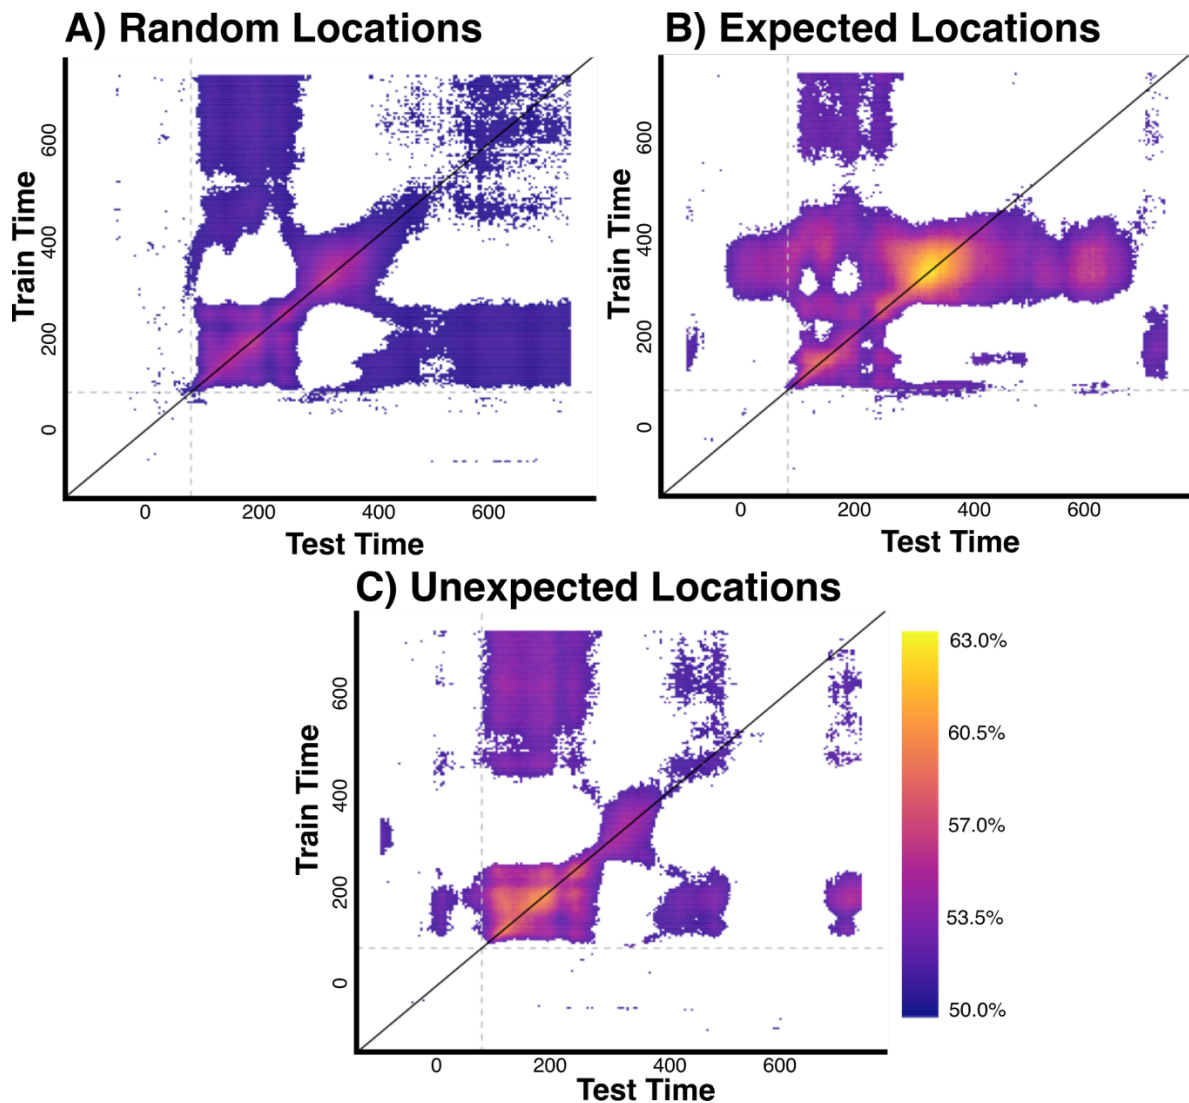 A) Random Locations
B) Expected Locations
Train Time
600
400
200
0
0 200 400 600
Test Time
Train Time
600
400
200
0
0 200 400 600
Test Time
C) Unexpected Locations
Train Time
600
400
200
0
0 200 400 600
Test Time
63.0%
60.5%
57.0%
53.5%
50.0%